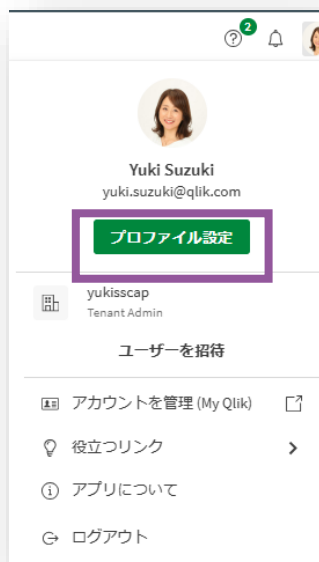 2
Yuki Suzuki
yuki.suzuki@qlik.com
プロファイル設定
yukisscap
Tenant Admin
ユーザーを招待
アカウントを管理 (My Qlik)
役立つリンク
アプリについて
ログアウト